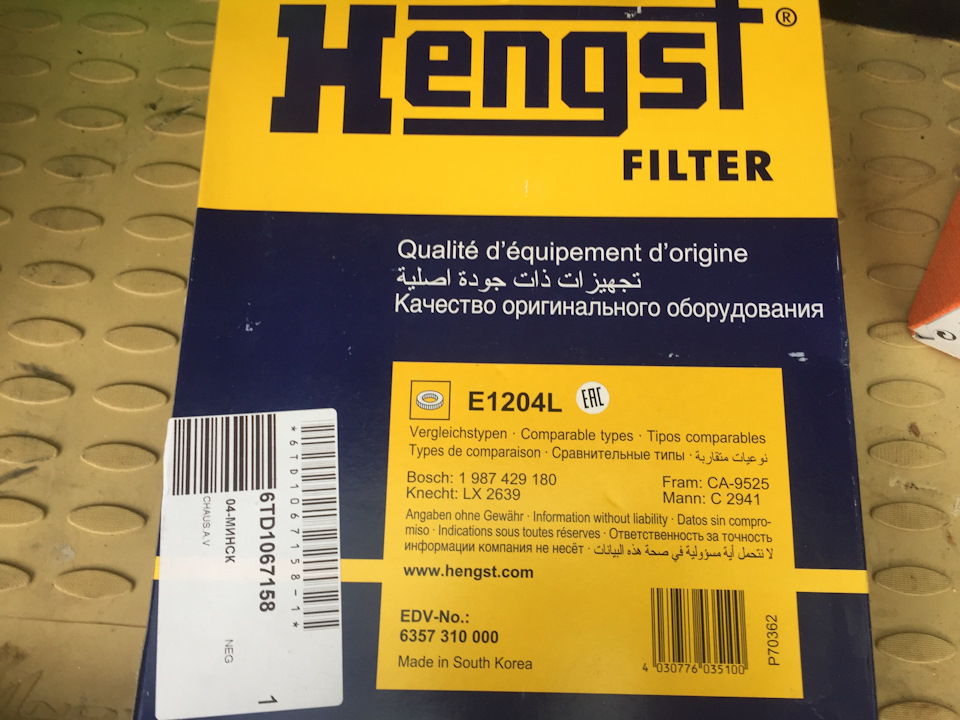 Hengst®
FILTER
Qualité d'équipement d'origine
تجهيزات ذات جودة اصلية
Качество оригинального оборудования
E1204L EAC
Vergleichstypen · Comparable types · Tipos comparables
Types de comparaison · Сравнительные типы · نوعيات متقاربة
Bosch: 1 987 429 180
Knecht: LX 2639
Fram: CA-9525
Mann: C 2941
Angaben ohne Gewähr · Information without liability · Datos sin compro-
miso · Indications sous toutes réserves · Ответственность за точность
информации компания не несёт · لا نتحمل أية مسؤولية في صحة هذه البيانات
www.hengst.com
EDV-No.:
6357 310 000
Made in South Korea
4 030776 035100
P70362
*6TD1067158-1*
6TD1067158
04-МИНСК
CHAUS A.V
NEG
1